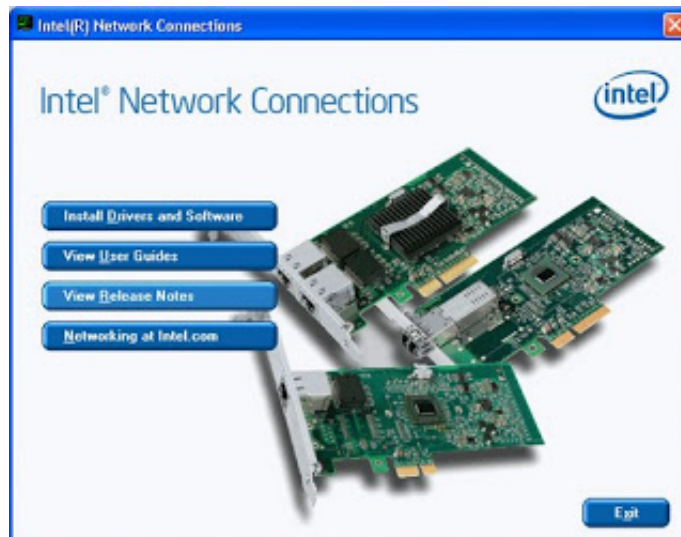 Intel(R) Network Connections
Intel® Network Connections
intel
Install Drivers and Software
View User Guides
View Release Notes
Networking at Intel.com
Exit